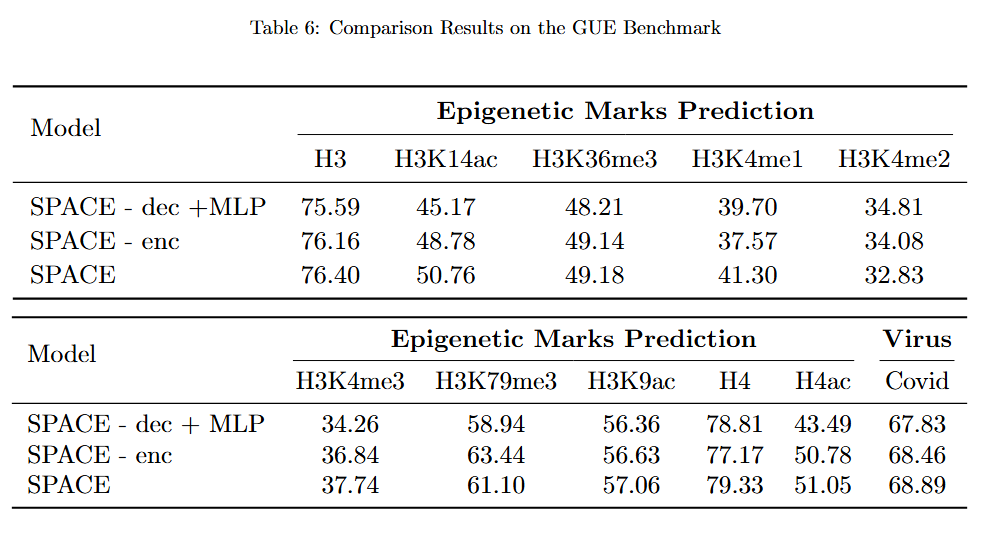 Table 6: Comparison Results on the GUE Benchmark
Model Epigenetic Marks Prediction
H3 H3K14ac H3K36me3 H3K4me1 H3K4me2
SPACE - dec +MLP 75.59 45.17 48.21 39.70 34.81
SPACE - enc 76.16 48.78 49.14 37.57 34.08
SPACE 76.40 50.76 49.18 41.30 32.83
Model Epigenetic Marks Prediction Virus
H3K4me3 H3K79me3 H3K9ac H4 H4ac Covid
SPACE - dec + MLP 34.26 58.94 56.36 78.81 43.49 67.83
SPACE - enc 36.84 63.44 56.63 77.17 50.78 68.46
SPACE 37.74 61.10 57.06 79.33 51.05 68.89